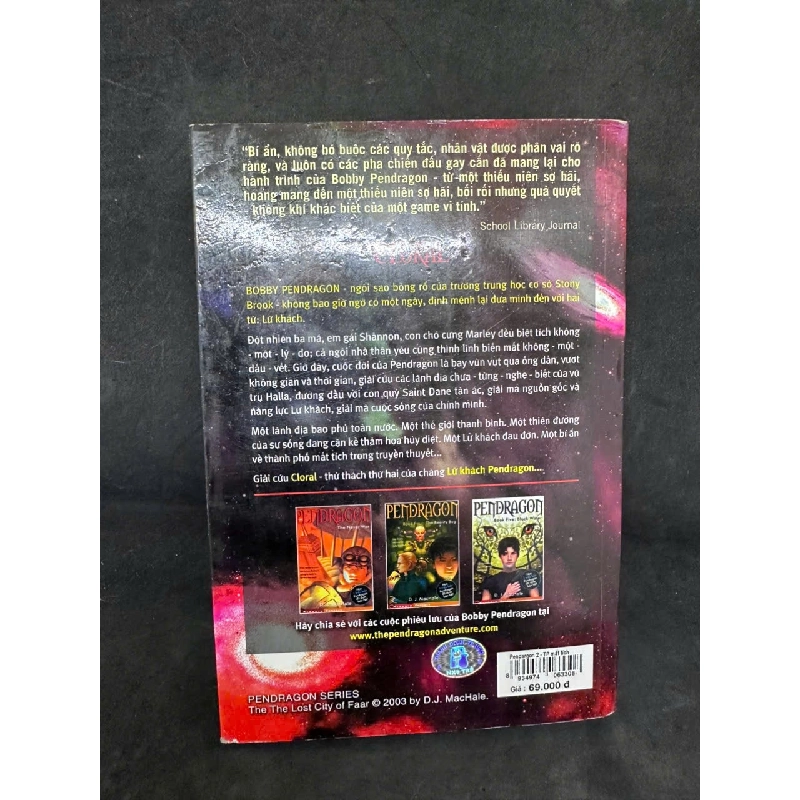 "Bí ẩn, không bó buộc các quy tắc, nhân vật được phân vai rõ
ràng, và luôn có các pha chiến đấu gay cấn đã mang lại cho
hành trình của Bobby Pendragon - từ một thiếu niên sợ hãi,
hoang mang đến một thiếu niên sợ hãi, bối rối nhưng quả quyết
không khí khác biệt của một game vi tính."
School Library Journal
BOBBY PENDRAGON - ngôi sao bóng rổ của trường trung học cơ sở Stony
Brook - không bao giờ ngờ có một ngày, định mệnh lại đưa mình đến với hai
từ: Lữ khách.
Đột nhiên ba má, em gái Shannon, con chó cưng Marley đều biệt tích không
- một - lý - do; cả ngôi nhà thân yêu cũng thình lình biến mất không - một -
dấu - vết. Giờ đây, cuộc đời của Pendragon là bay vùn vụt qua ống dẫn, vượt
không gian và thời gian, giải cứu các lãnh địa chưa - từng - nghe - biết của vũ
trụ Halla, đương đầu với con quỷ Saint Dane tàn ác, giải mã nguồn gốc và
năng lực Lữ khách, giải mã cuộc sống của chính mình.
Một lãnh địa bao phủ toàn nước. Một thế giới thanh bình. Một thiên đường
của sự sống đang cận kề thảm họa hủy diệt. Một Lữ khách đau đớn. Một bí ẩn
về thành phố mất tích trong truyền thuyết...
Giải cứu Cloral - thử thách thứ hai của chàng Lữ khách Pendragon...
PENDRAGON
PENDRAGON
PENDRAGON
Book Five: Black Water
D. J. MacHale
Hãy chia sẻ với các cuộc phiêu lưu của Bobby Pendragon tại
www.thependragonadventure.com
PENDRAGON SERIES
The The Lost City of Faar © 2003 by D.J. MacHale.
Pendragon 2 - TP mất tích
8 934974 063308
Giá : 69.000 đ